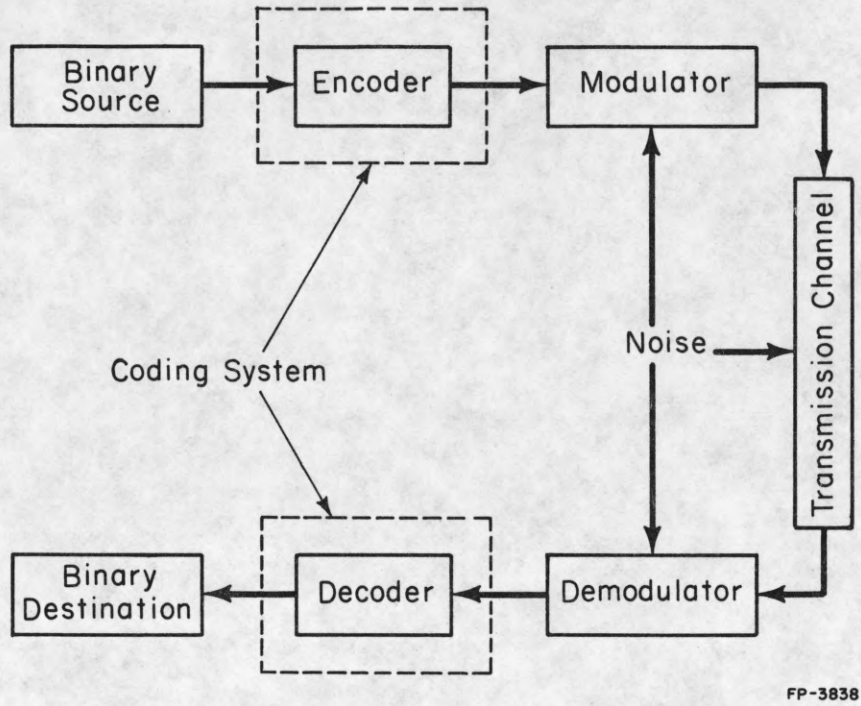 Binary
Source
Encoder
Modulator
Transmission Channel
Noise
Coding System
Binary
Destination
Decoder
Demodulator
FP-3838